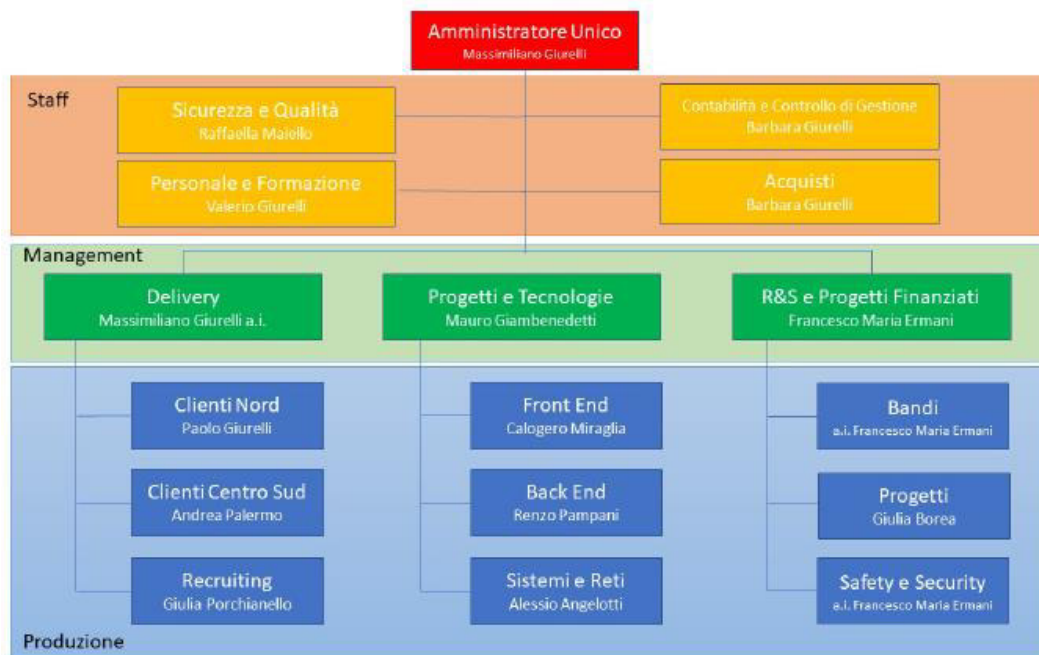 Amministratore Unico
Massimiliano Giurelli
Staff
Sicurezza e Qualità
Raffaella Maiello
Contabilità e Controllo di Gestione
Barbara Giurelli
Personale e Formazione
Valerio Giurelli
Acquisti
Barbara Giurelli
Management
Delivery
Massimiliano Giurelli a.i.
Progetti e Tecnologie
Mauro Giambenedetti
R&S e Progetti Finanziati
Francesco Maria Ermani
Clienti Nord
Paolo Giurelli
Front End
Calogero Miraglia
Bandi
a.i. Francesco Maria Ermani
Clienti Centro Sud
Andrea Palermo
Back End
Renzo Pampani
Progetti
Giulia Borea
Recruiting
Giulia Porchianello
Sistemi e Reti
Alessio Angelotti
Safety e Security
a.i. Francesco Maria Ermani
Produzione